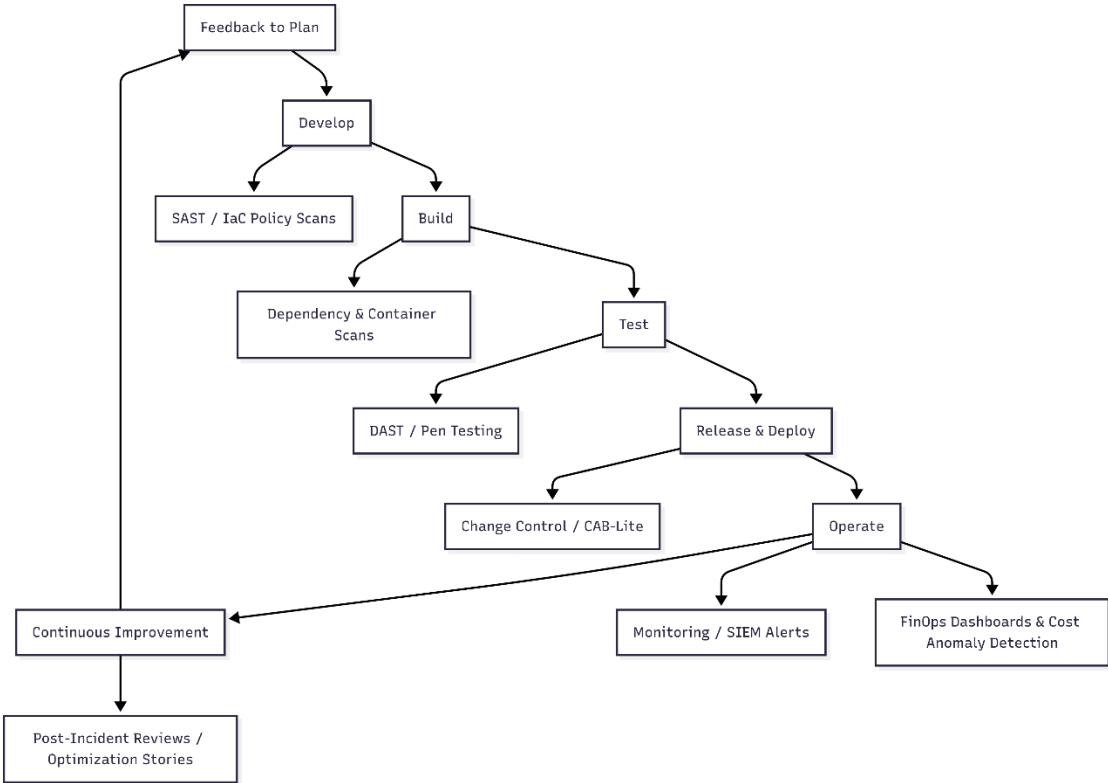 Feedback to Plan
Develop
SAST / IaC Policy Scans
Build
Dependency & Container
Scans
Test
DAST / Pen Testing
Release & Deploy
Change Control / CAB-Lite
Operate
Continuous Improvement
Monitoring / SIEM Alerts
FinOps Dashboards & Cost
Anomaly Detection
Post-Incident Reviews /
Optimization Stories